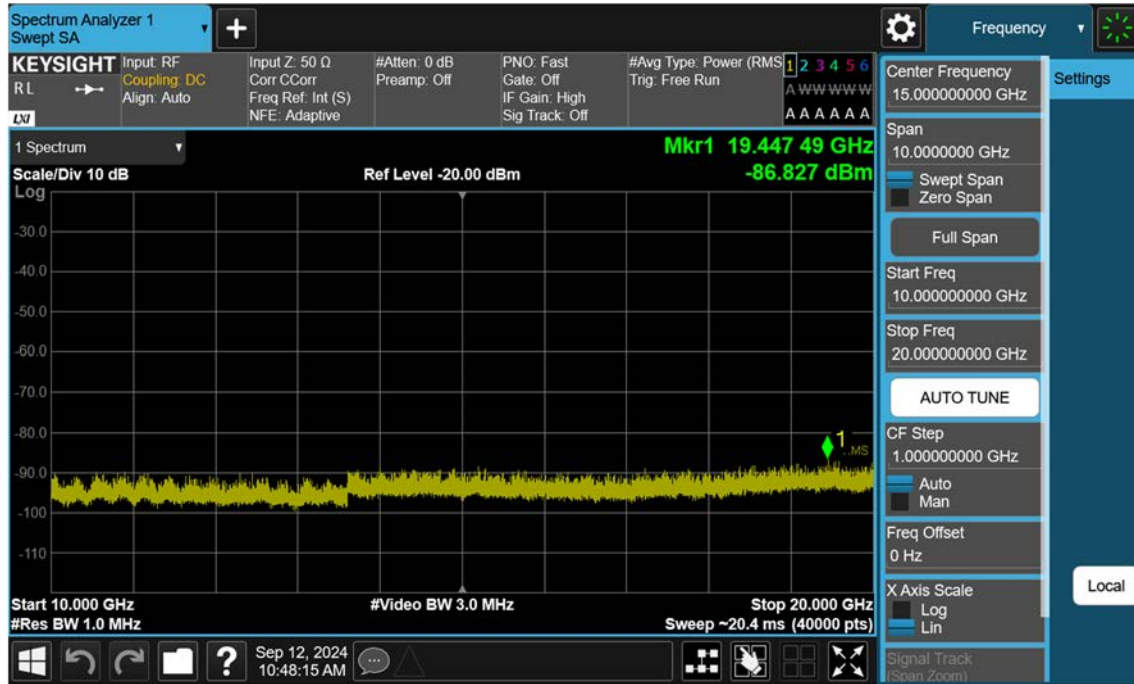 Spectrum Analyzer 1
Swept SA
+
Frequency
KEYSIGHT
R L
LXI
Input: RF
Coupling: DC
Align: Auto
Input Z: 50 Ω
Corr CCorr
Freq Ref: Int (S)
NFE: Adaptive
#Atten: 0 dB
Preamp: Off
PNO: Fast
Gate: Off
IF Gain: High
Sig Track: Off
#Avg Type: Power (RMS
Trig: Free Run
1 2 3 4 5 6
A W W W W W
A A A A A A
1 Spectrum
Scale/Div 10 dB
Log
Ref Level -20.00 dBm
Mkr1 19.447 49 GHz
-86.827 dBm
-30.0
-40.0
-50.0
-60.0
-70.0
-80.0
-90.0
-100
-110
1
MS
Start 10.000 GHz
#Res BW 1.0 MHz
#Video BW 3.0 MHz
Stop 20.000 GHz
Sweep ~20.4 ms (40000 pts)
Center Frequency
15.000000000 GHz
Span
10.0000000 GHz
Swept Span
Zero Span
Full Span
Start Freq
10.000000000 GHz
Stop Freq
20.000000000 GHz
AUTO TUNE
CF Step
1.000000000 GHz
Auto
Man
Freq Offset
0 Hz
X Axis Scale
Log
Lin
Signal Track
(Span Zoom)
Settings
Local
?
Sep 12, 2024
10:48:15 AM